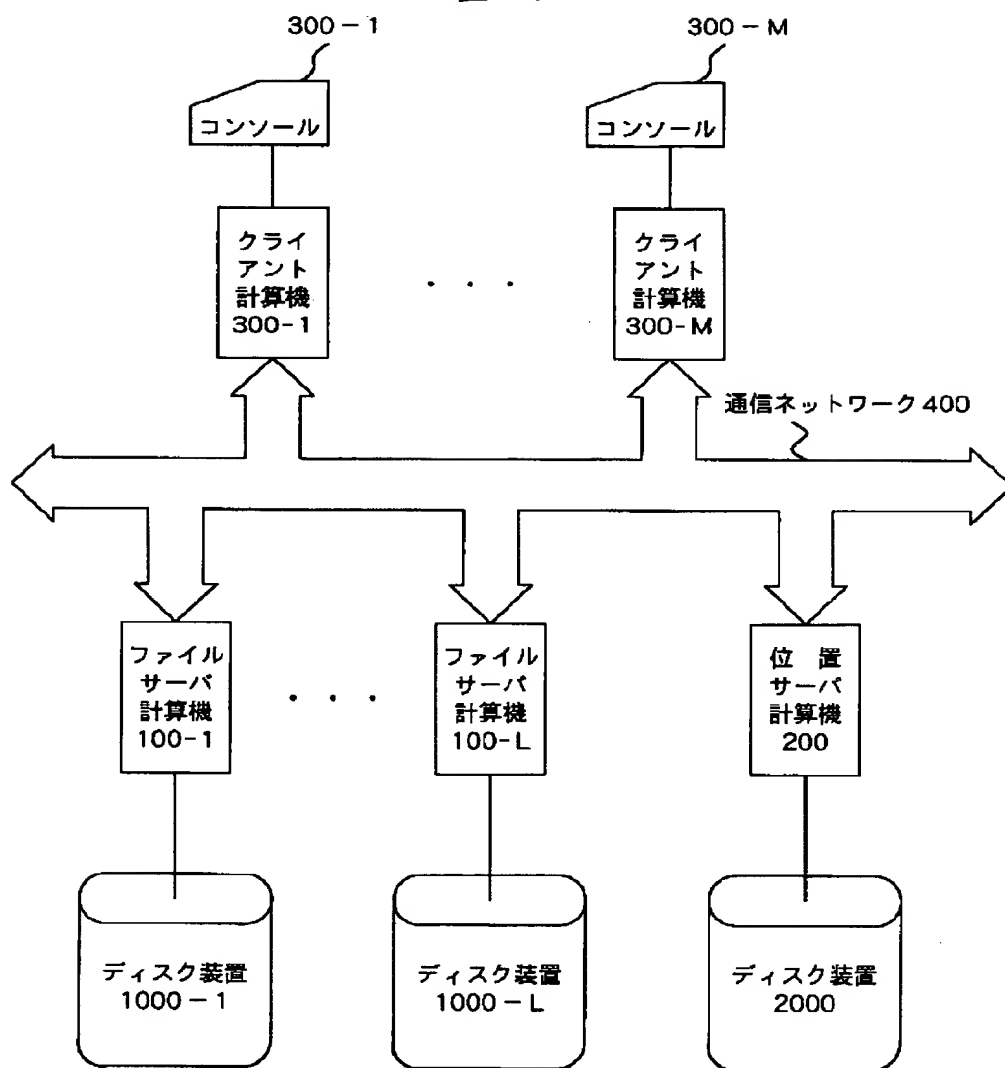 300-1
300-M
コンソール
コンソール
クライ
アント
計算機
300-1
・・・
クライ
アント
計算機
300-M
通信ネットワーク400
ファイル
サーバ
計算機
100-1
・・・
ファイル
サーバ
計算機
100-L
位 置
サーバ
計算機
200
ディスク装置
1000-1
ディスク装置
1000-L
ディスク装置
2000